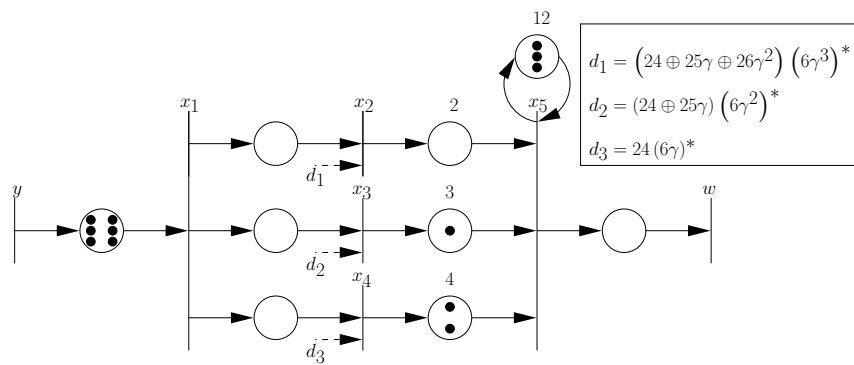 12
d₁ = (24 ⊕ 25γ ⊕ 26γ²) (6γ³)*
d₂ = (24 ⊕ 25γ) (6γ²)*
d₃ = 24 (6γ)*
x₁
x₂
2
x₅
d₁
y
x₃
3
w
d₂
x₄
4
d₃